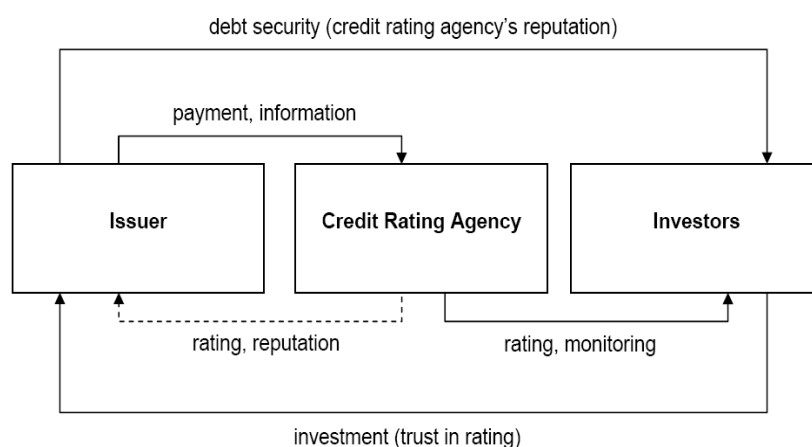 debt security (credit rating agency’s reputation)
payment, information
Issuer
Credit Rating Agency
Investors
rating, reputation
rating, monitoring
investment (trust in rating)